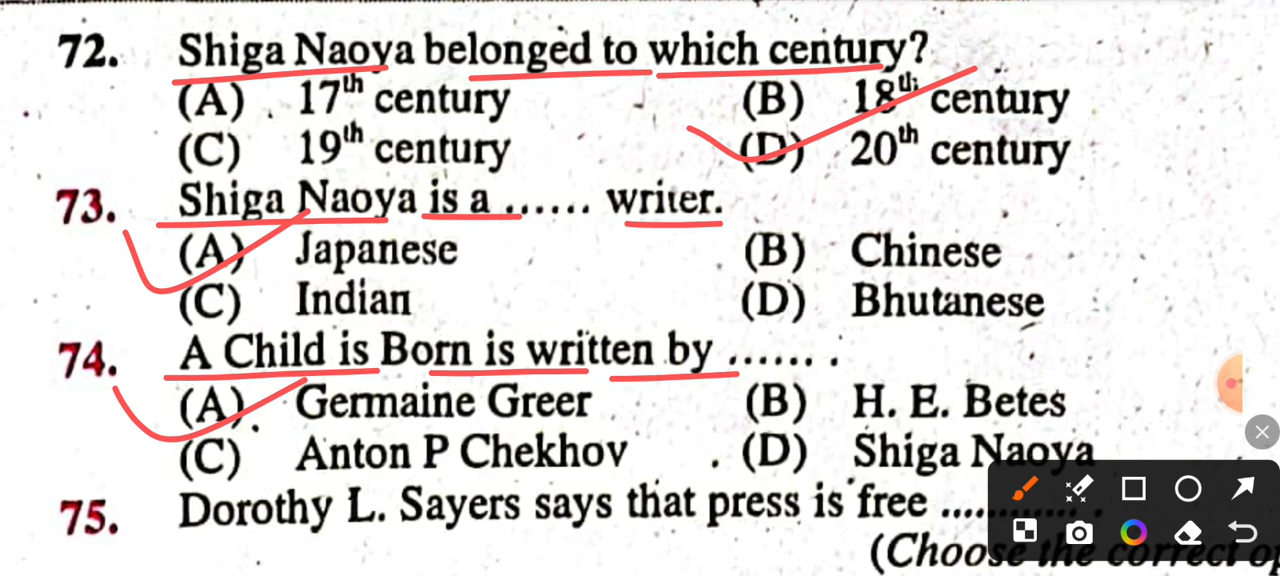 72. Shiga Naoya belonged to which century?
(A) 17th century (B) 18th century
(C) 19th century (D) 20th century
73. Shiga Naoya is a ...... writer.
(A) Japanese (B) Chinese
(C) Indian (D) Bhutanese
74. A Child is Born is written by ....... .
(A) Germaine Greer (B) H. E. Betes
(C) Anton P Chekhov (D) Shiga Naoya
75. Dorothy L. Sayers says that press is free ............ .
(Choose the correct